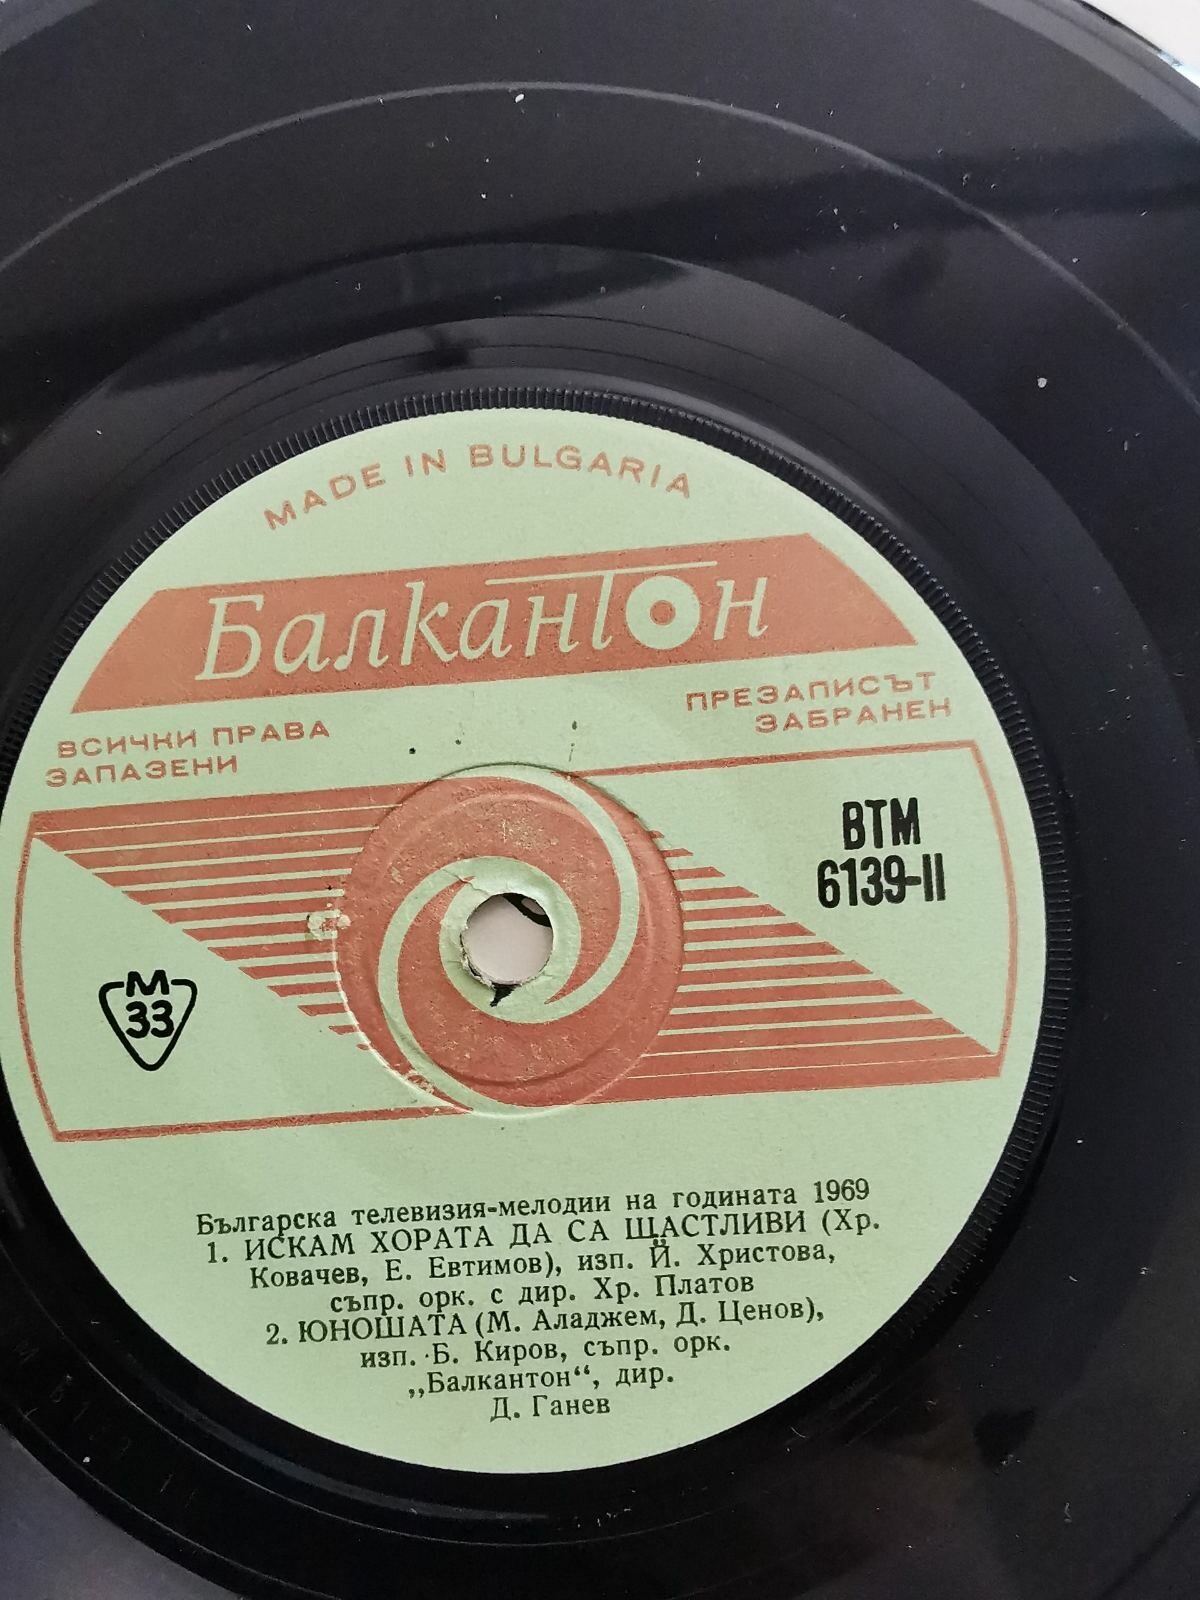 MADE IN BULGARIA
Балкантон
ВСИЧКИ ПРАВА
ЗАПАЗЕНИ
ПРЕЗАПИСЪТ
ЗАБРАНЕН
ВТМ
6139-II
М
33
Българска телевизия-мелодии на годината 1969
1. ИСКАМ ХОРАТА ДА СА ЩАСТЛИВИ (Хр.
Ковачев, Е. Евтимов), изп. Й. Христова,
съпр. орк. с дир. Хр. Платов
2. ЮНОШАТА (М. Аладжем, Д. Ценов),
изп. Б. Киров, съпр. орк.
„Балкантон“, дир.
Д. Ганев